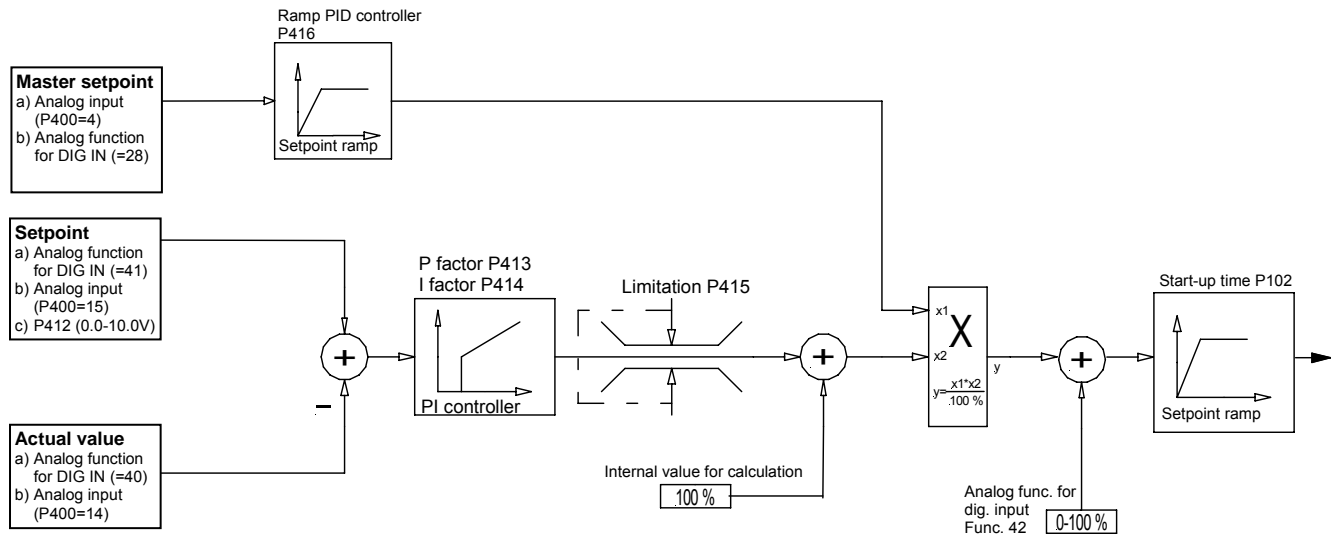 Ramp PID controller
P416
Setpoint ramp
Master setpoint
a) Analog input
(P400=4)
b) Analog function
for DIG IN (=28)
Setpoint
a) Analog function
for DIG IN (=41)
b) Analog input
(P400=15)
c) P412 (0.0-10.0V)
Actual value
a) Analog function
for DIG IN (=40)
b) Analog input
(P400=14)
+
–
P factor P413
I factor P414
PI controller
Limitation P415
+
Internal value for calculation
100 %
x1
X
x2
y=x1*x2
100 %
y
+
Analog func. for
dig. input
Func. 42
0-100 %
Start-up time P102
Setpoint ramp